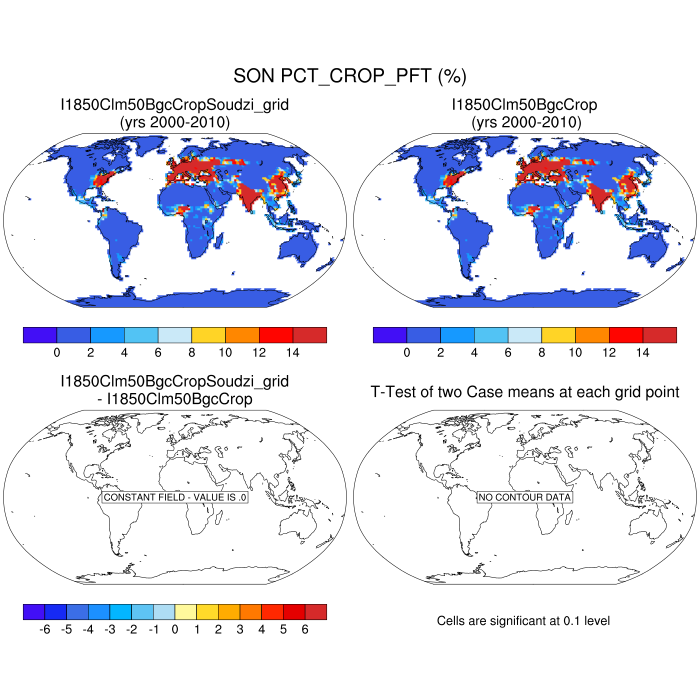 SON PCT_CROP_PFT (%)
I1850Clm50BgcCropSoudzi_grid
(yrs 2000-2010)
I1850Clm50BgcCrop
(yrs 2000-2010)
0 2 4 6 8 10 12 14
0 2 4 6 8 10 12 14
I1850Clm50BgcCropSoudzi_grid
- I1850Clm50BgcCrop
T-Test of two Case means at each grid point
CONSTANT FIELD - VALUE IS .0
NO CONTOUR DATA
-6 -5 -4 -3 -2 -1 0 1 2 3 4 5 6
Cells are significant at 0.1 level